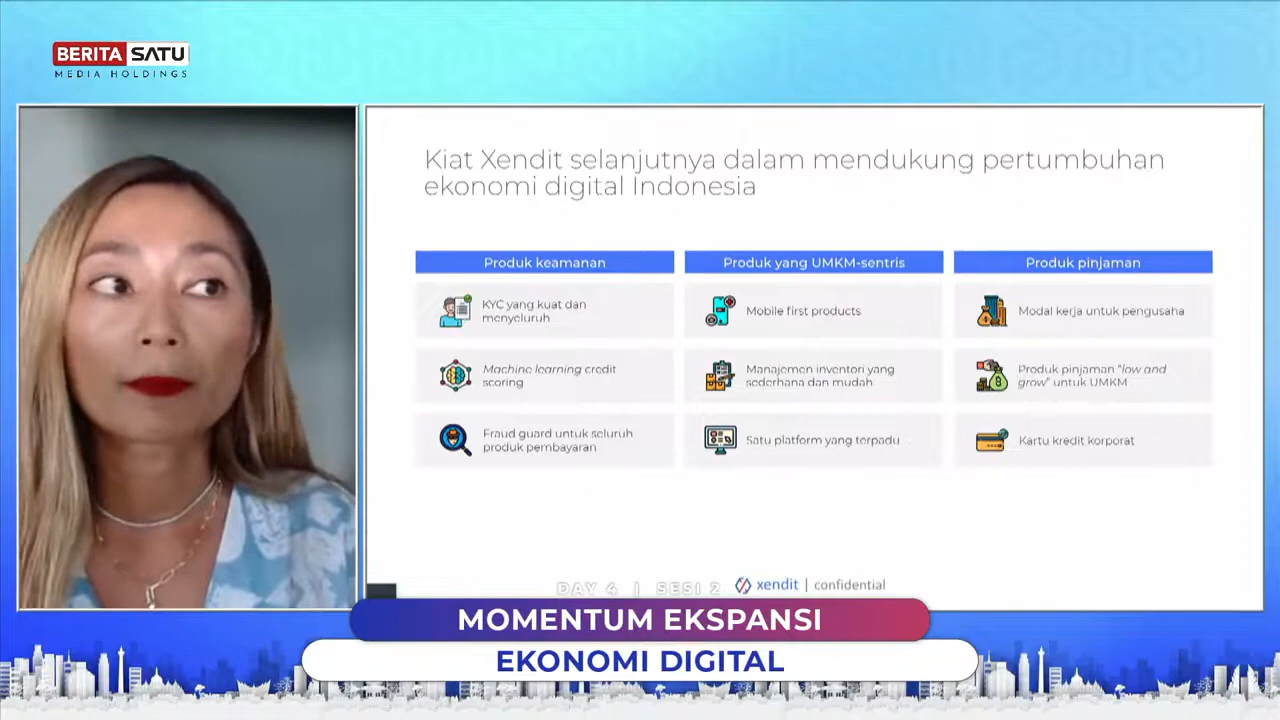 BERITA SATU
MEDIA HOLDINGS
Kiat Xendit selanjutnya dalam mendukung pertumbuhan
ekonomi digital Indonesia
Produk keamanan
KYC yang kuat dan
menyeluruh
Machine learning credit
scoring
Fraud guard untuk seluruh
produk pembayaran
Produk yang UMKM-sentris
Mobile first products
Manajemen inventori yang
sederhana dan mudah
Satu platform yang terpadu
Produk pinjaman
Modal kerja untuk pengusaha
Produk pinjaman "low and
grow" untuk UMKM
Kartu kredit korporat
DAY 4 | SESI 2
xendit | confidential
MOMENTUM EKSPANSI
EKONOMI DIGITAL